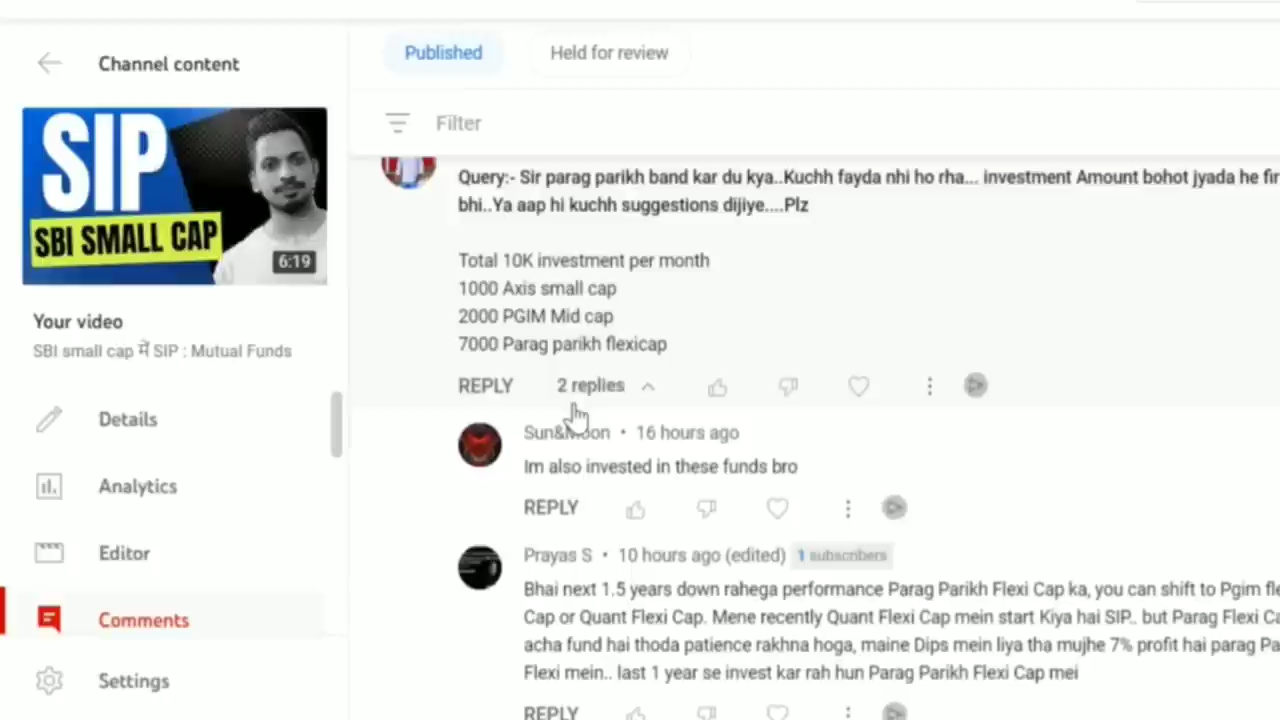 Channel content
SIP
SBI SMALL CAP
6:19
Your video
SBI small cap में SIP : Mutual Funds
Details
Analytics
Editor
Comments
Settings
Published
Held for review
Filter
Query:- Sir parag parikh band kar du kya..Kuchh fayda nhi ho rha... investment Amount bohot jyada he fir
bhi..Ya aap hi kuchh suggestions dijiye....Plz
Total 10K investment per month
1000 Axis small cap
2000 PGIM Mid cap
7000 Parag parikh flexicap
REPLY 2 replies
Sun&Moon • 16 hours ago
Im also invested in these funds bro
REPLY
Prayas S • 10 hours ago (edited) 1 subscribers
Bhai next 1.5 years down rahega performance Parag Parikh Flexi Cap ka, you can shift to Pgim fle
Cap or Quant Flexi Cap. Mene recently Quant Flexi Cap mein start Kiya hai SIP.. but Parag Flexi Ca
acha fund hai thoda patience rakhna hoga, maine Dips mein liya tha mujhe 7% profit hai parag Pa
Flexi mein.. last 1 year se invest kar rah hun Parag Parikh Flexi Cap mei
REPLY